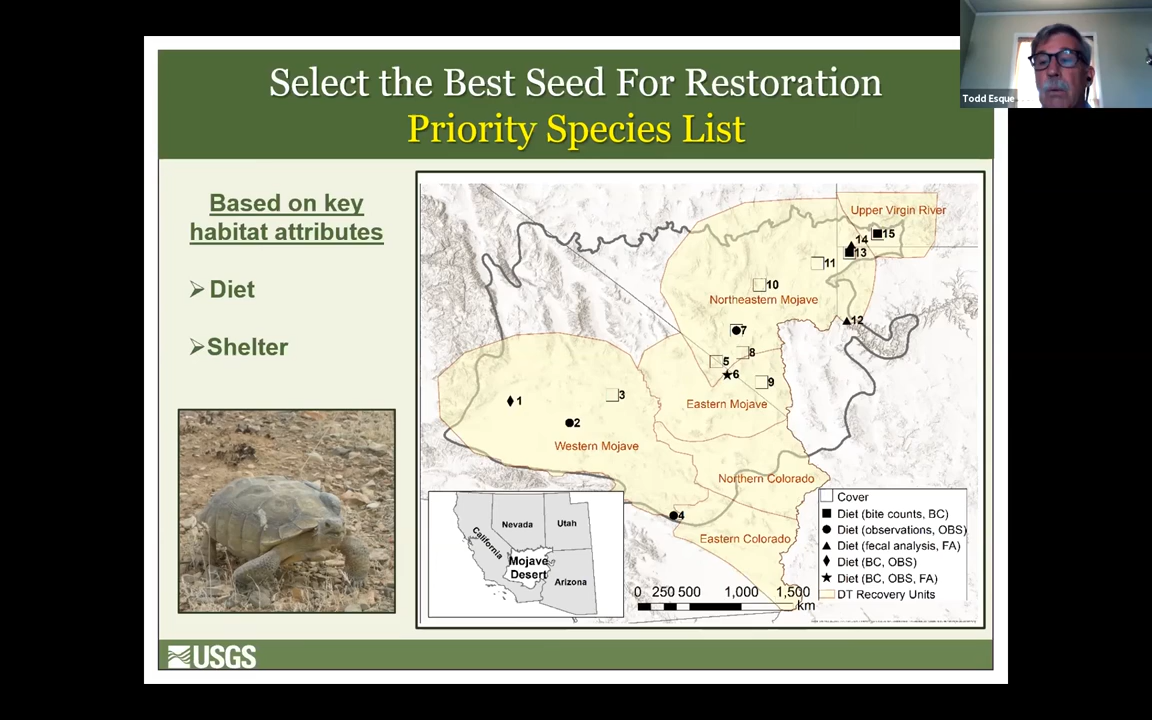 Select the Best Seed For Restoration
Priority Species List
Todd Esque
Based on key
habitat attributes
➢ Diet
➢Shelter
Upper Virgin River
15
14
13
11
10
Northeastern Mojave
12
7
8
5
6
9
Eastern Mojave
3
1
2
Western Mojave
Northern Colorado
4
Eastern Colorado
Nevada
Utah
California
Mojave
Desert
Arizona
0 250 500 1,000 1,500
km
Cover
Diet (bite counts, BC)
Diet (observations, OBS)
Diet (fecal analysis, FA)
Diet (BC, OBS)
Diet (BC, OBS, FA)
DT Recovery Units
USGS